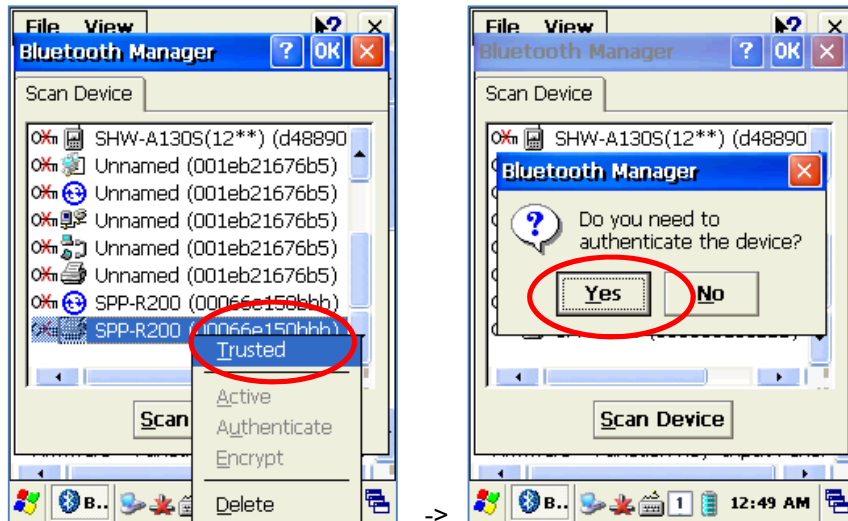 File View
Bluetooth Manager ? OK
Scan Device
SHW-A130S(12**) (d48890
Unnamed (001eb21676b5)
Unnamed (001eb21676b5)
Unnamed (001eb21676b5)
Unnamed (001eb21676b5)
Unnamed (001eb21676b5)
SPP-R200 (00066e150bbb)
SPP-R200 (00066e150bbb)
Trusted
Active
Authenticate
Encrypt
Delete
Scan
B..
->
File View
Bluetooth Manager ? OK
Scan Device
SHW-A130S(12**) (d48890
Bluetooth Manager
Do you need to
authenticate the device?
Yes No
Scan Device
B.. 1 12:49 AM